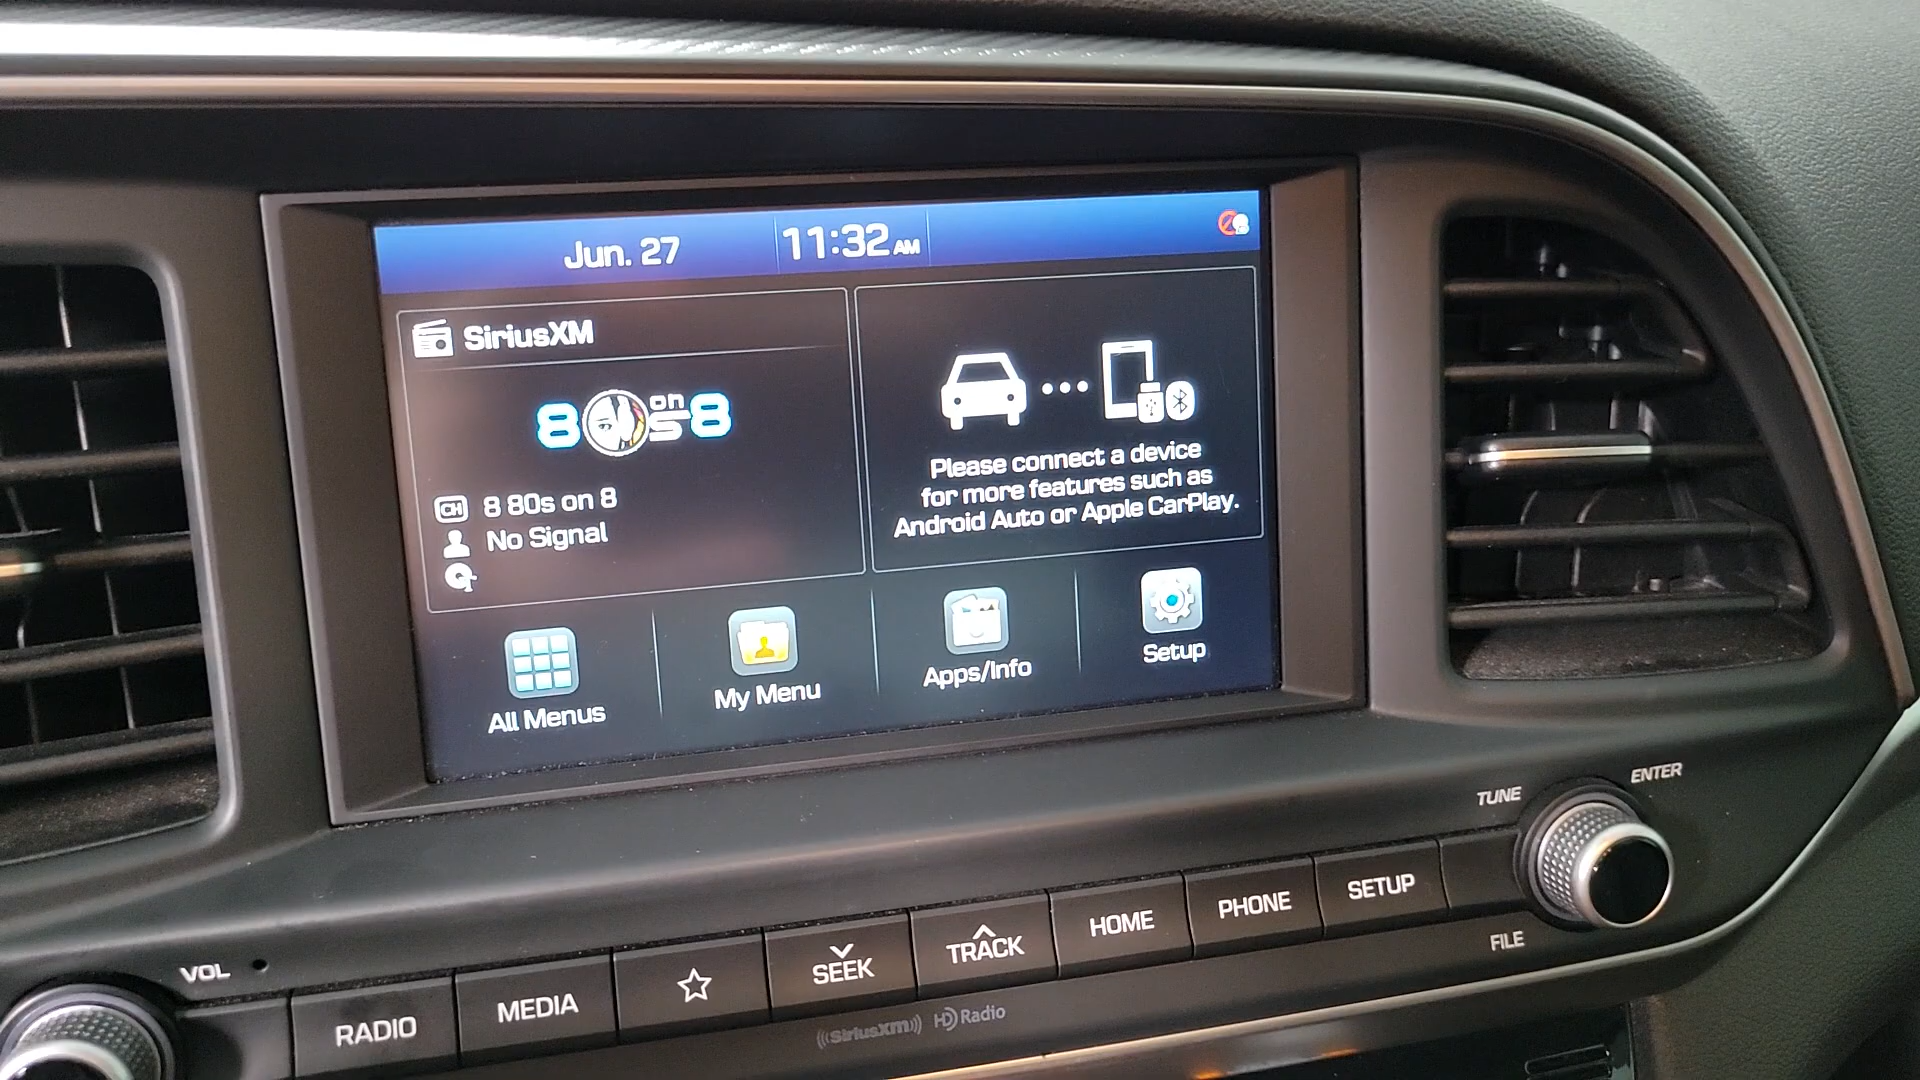 Jun. 27
11:32 AM
SiriusXM
80s on 8
CH 8 80s on 8
No Signal
Please connect a device
for more features such as
Android Auto or Apple CarPlay.
All Menus
My Menu
Apps/Info
Setup
TUNE
ENTER
VOL
RADIO
MEDIA
SEEK
TRACK
HOME
PHONE
SETUP
FILE
((SiriusXM))
HD Radio